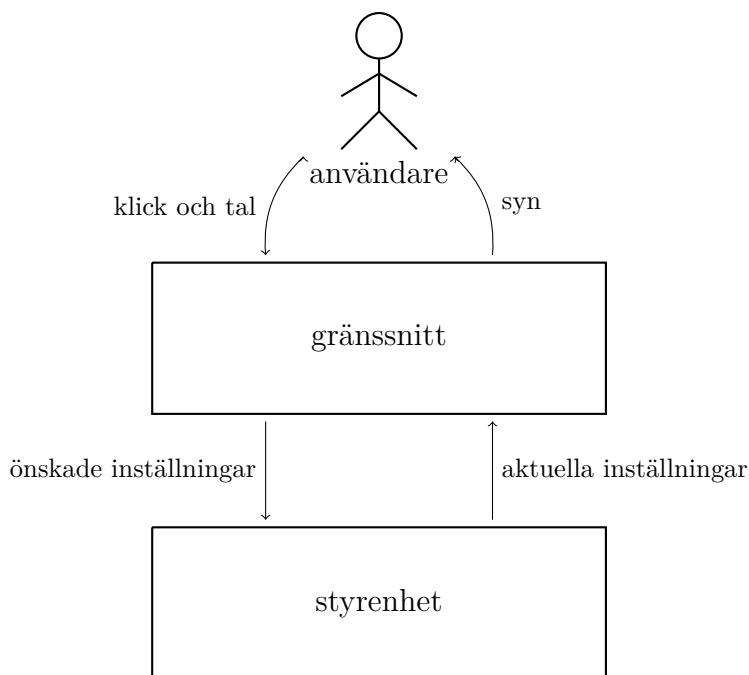 användare
klick och tal
syn
gränssnitt
önskade inställningar
aktuella inställningar
styrenhet